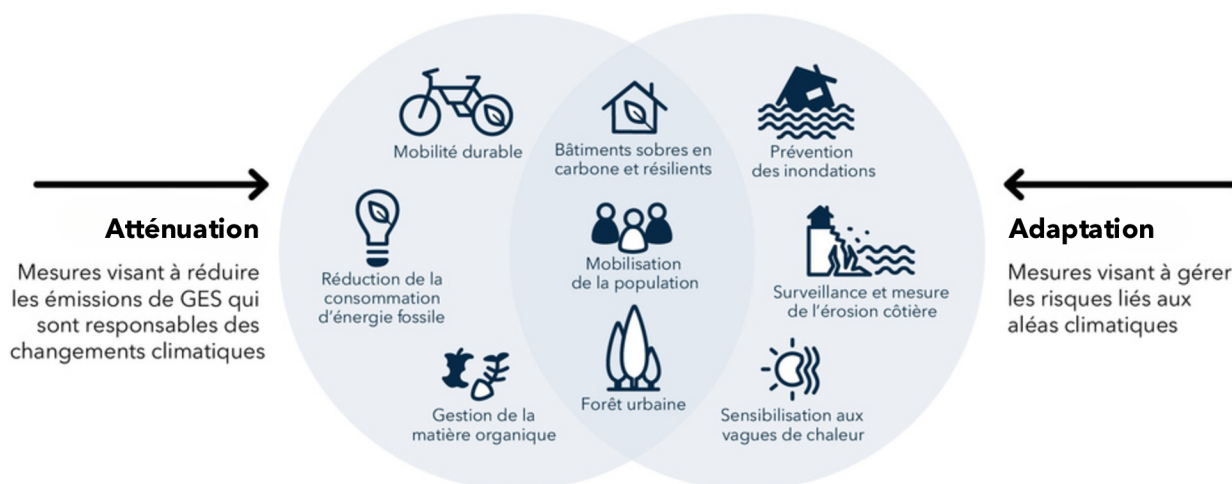 Atténuation
Mesures visant à réduire
les émissions de GES qui
sont responsables des
changements climatiques
Mobilité durable
Réduction de la
consommation
d’énergie fossile
Gestion de la
matière organique
Bâtiments sobres en
carbone et résilients
Mobilisation
de la population
Forêt urbaine
Prévention
des inondations
Surveillance et mesure
de l’érosion côtière
Sensibilisation aux
vagues de chaleur
Adaptation
Mesures visant à gérer
les risques liés aux
aléas climatiques